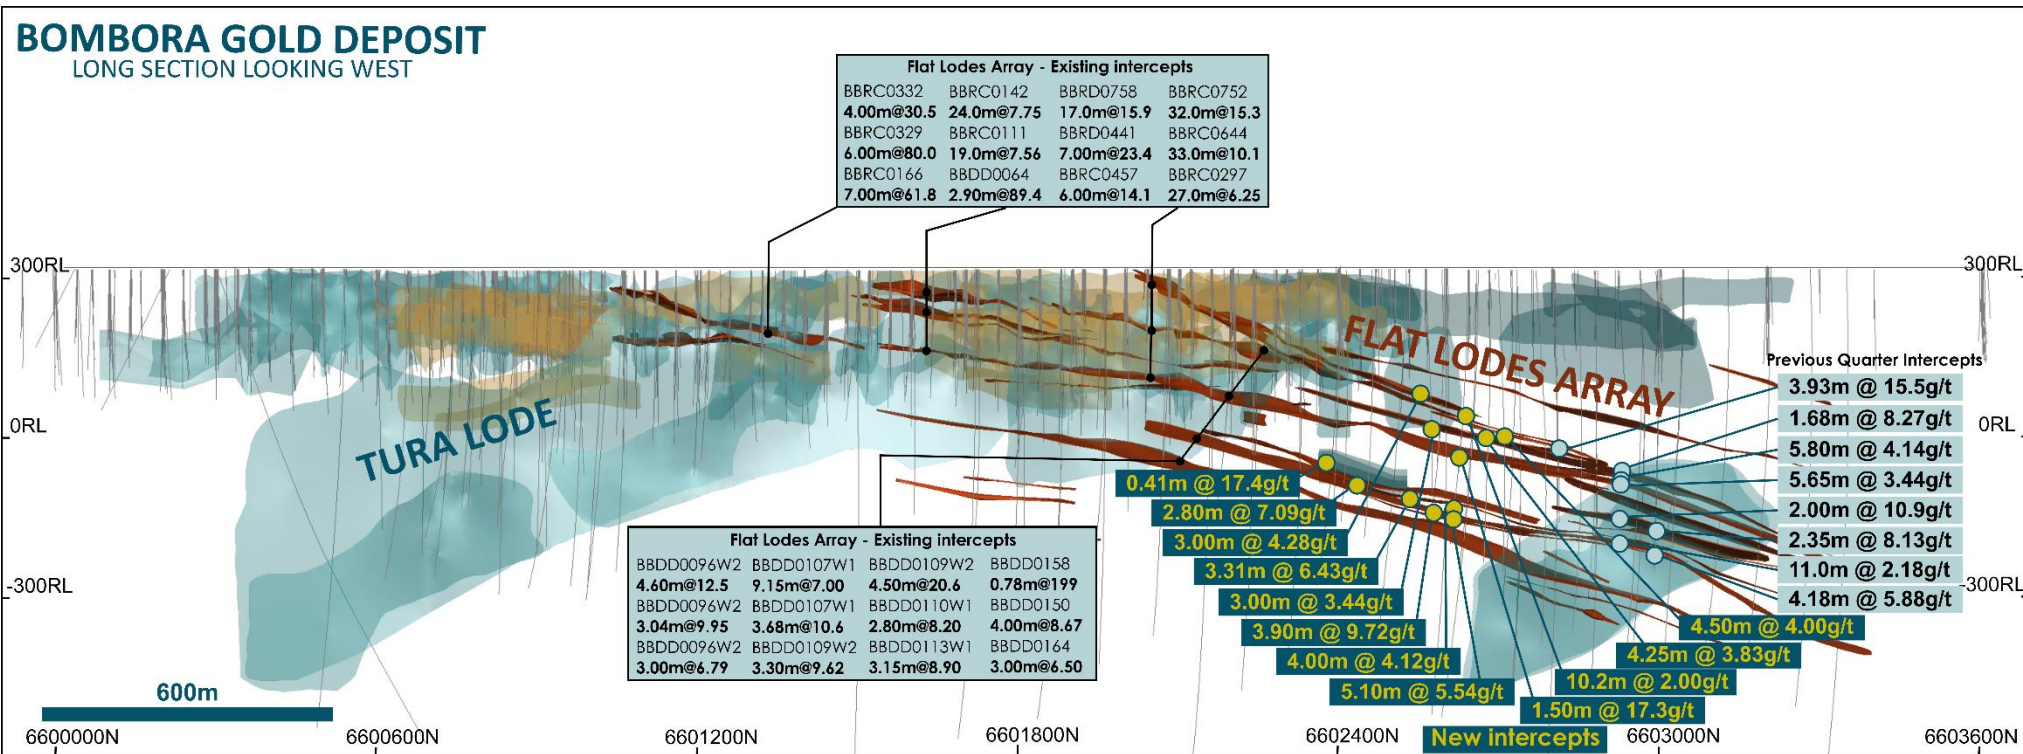 BOMBORA GOLD DEPOSIT
LONG SECTION LOOKING WEST
Flat Lodes Array - Existing intercepts
BBRC0332 BBRC0142 BBRD0758 BBRC0752
4.00m@30.5 24.0m@7.75 17.0m@15.9 32.0m@15.3
BBRC0329 BBRC0111 BBRD0441 BBRC0644
6.00m@80.0 19.0m@7.56 7.00m@23.4 33.0m@10.1
BBRC0166 BBDD0064 BBRC0457 BBRC0297
7.00m@61.8 2.90m@89.4 6.00m@14.1 27.0m@6.25
300RL
300RL
FLAT LODES ARRAY
Previous Quarter Intercepts
3.93m @ 15.5g/t
1.68m @ 8.27g/t
5.80m @ 4.14g/t
5.65m @ 3.44g/t
2.00m @ 10.9g/t
2.35m @ 8.13g/t
11.0m @ 2.18g/t
4.18m @ 5.88g/t
0RL
0RL
TURA LODE
0.41m @ 17.4g/t
2.80m @ 7.09g/t
3.00m @ 4.28g/t
3.31m @ 6.43g/t
3.00m @ 3.44g/t
3.90m @ 9.72g/t
4.00m @ 4.12g/t
5.10m @ 5.54g/t
4.50m @ 4.00g/t
4.25m @ 3.83g/t
10.2m @ 2.00g/t
1.50m @ 17.3g/t
New intercepts
Flat Lodes Array - Existing intercepts
BBDD0096W2 BBDD0107W1 BBDD0109W2 BBDD0158
4.60m@12.5 9.15m@7.00 4.50m@20.6 0.78m@199
BBDD0096W2 BBDD0107W1 BBDD0110W1 BBDD0150
3.04m@9.95 3.68m@10.6 2.80m@8.20 4.00m@8.67
BBDD0096W2 BBDD0109W2 BBDD0113W1 BBDD0164
3.00m@6.79 3.30m@9.62 3.15m@8.90 3.00m@6.50
-300RL
-300RL
600m
6600000N 6600600N 6601200N 6601800N 6602400N 6603000N 6603600N